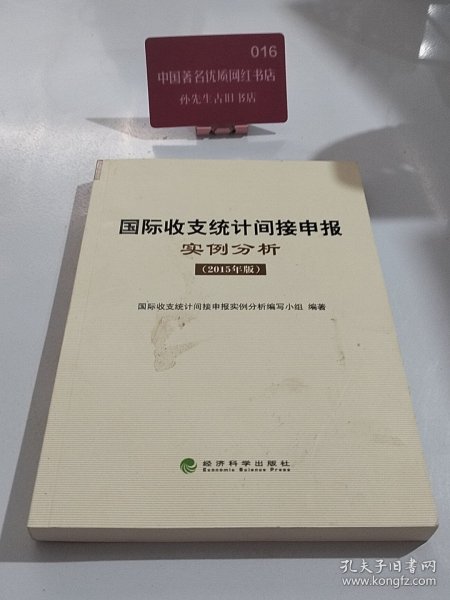 016
中国著名优质网红书店
孙先生古旧书店
国际收支统计间接申报
实例分析
(2015年版)
国际收支统计间接申报实例分析编写小组 编著
经济科学出版社
Economic Science Press
孔夫子旧书网
www.kongfz.com